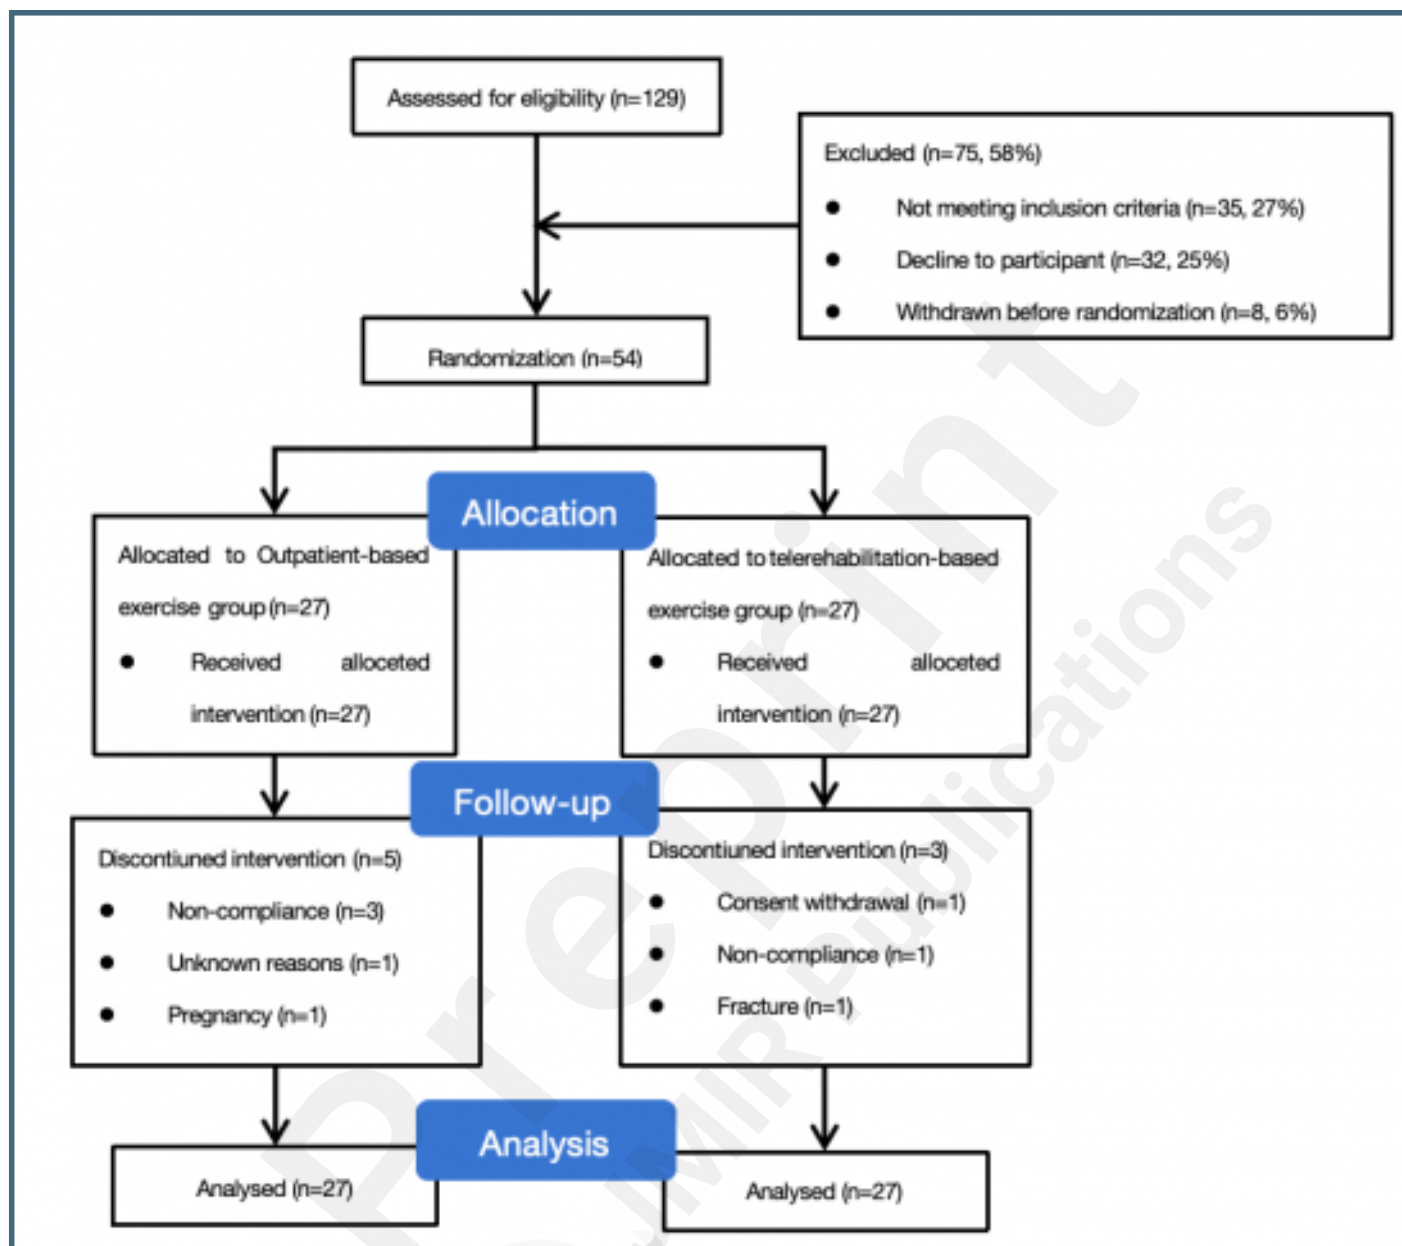 Assessed for eligibility (n=129)
Excluded (n=75, 58%)
● Not meeting inclusion criteria (n=35, 27%)
● Decline to participant (n=32, 25%)
● Withdrawn before randomization (n=8, 6%)
Randomization (n=54)
Allocation
Allocated to Outpatient-based
exercise group (n=27)
● Received alloceted
intervention (n=27)
Allocated to telerehabilitation-based
exercise group (n=27)
● Received alloceted
intervention (n=27)
Follow-up
Discontiuned intervention (n=5)
● Non-compliance (n=3)
● Unknown reasons (n=1)
● Pregnancy (n=1)
Discontiuned intervention (n=3)
● Consent withdrawal (n=1)
● Non-compliance (n=1)
● Fracture (n=1)
Analysis
Analysed (n=27)
Analysed (n=27)
Preprint
JMIR Publications